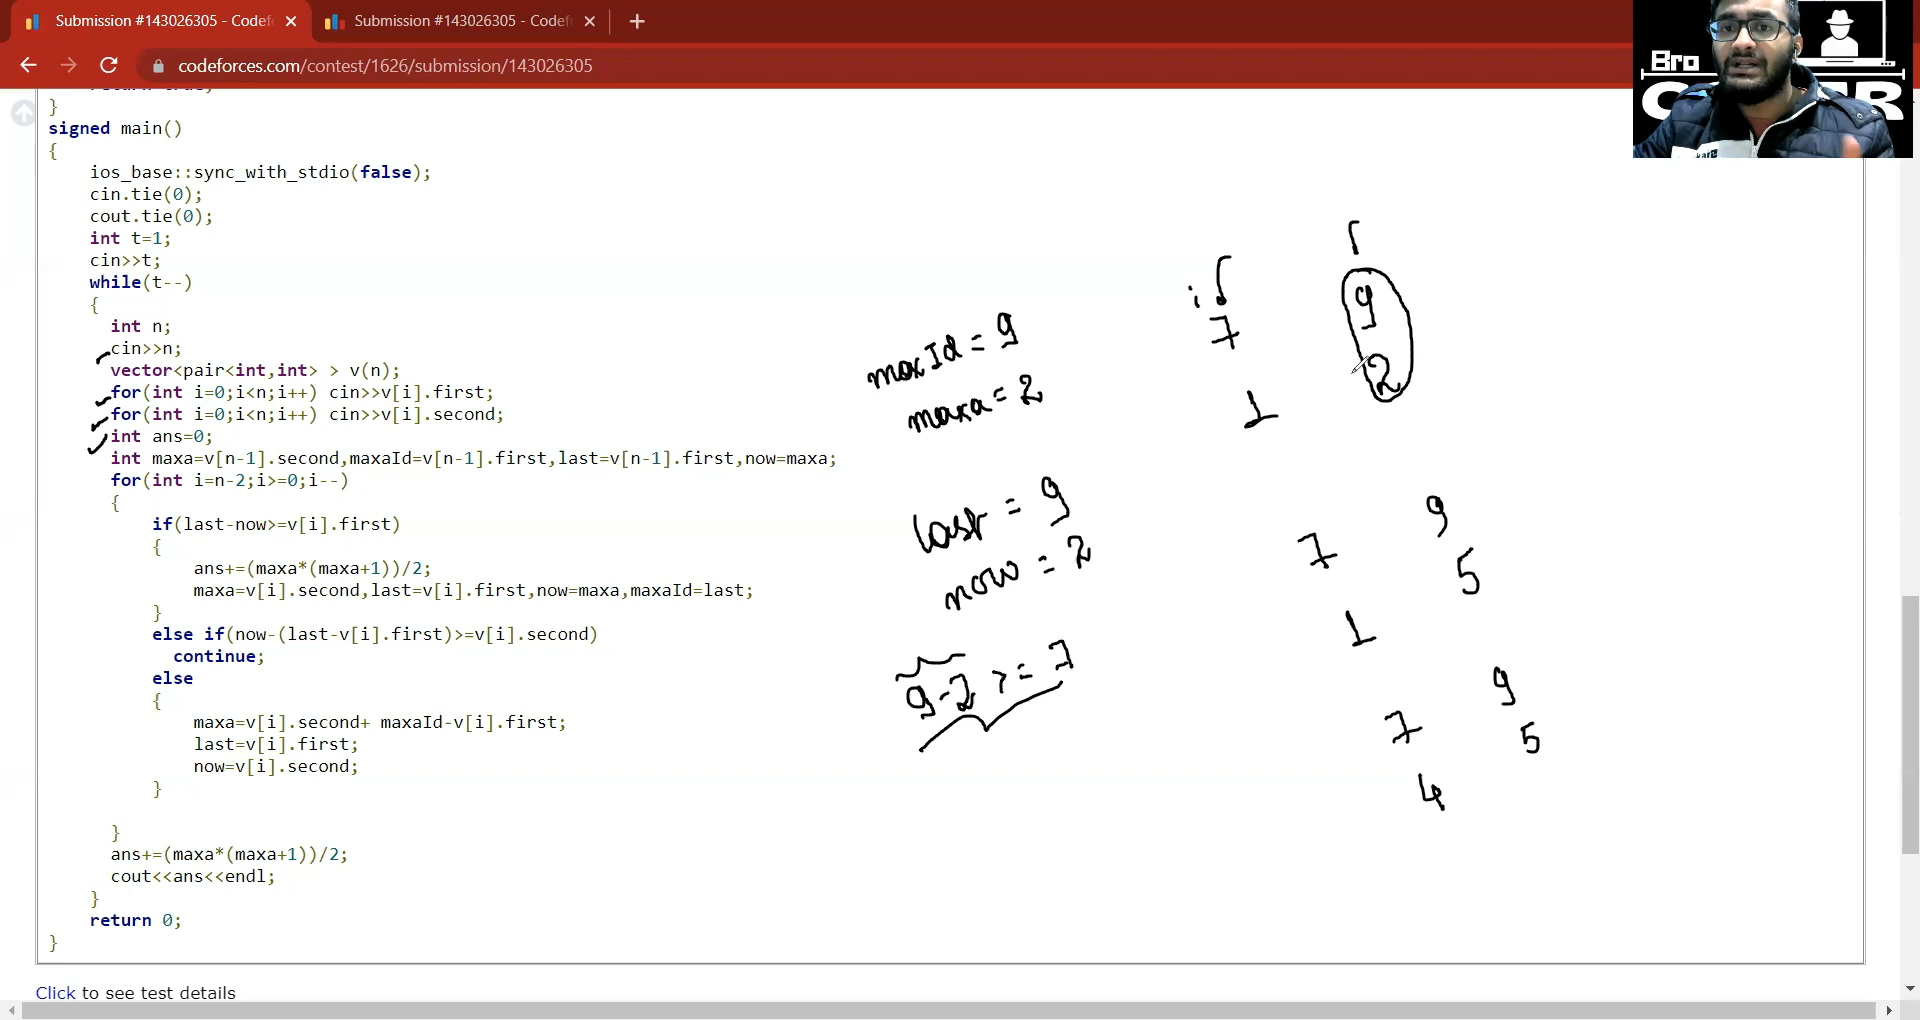 Submission #143026305 - Codef
Submission #143026305 - Codef
codeforces.com/contest/1626/submission/143026305
Bro
}
signed main()
{
ios_base::sync_with_stdio(false);
cin.tie(0);
cout.tie(0);
int t=1;
cin>>t;
while(t--)
{
int n;
cin>>n;
vector<pair<int,int> > v(n);
for(int i=0;i<n;i++) cin>>v[i].first;
for(int i=0;i<n;i++) cin>>v[i].second;
int ans=0;
int maxa=v[n-1].second,maxaId=v[n-1].first,last=v[n-1].first,now=maxa;
for(int i=n-2;i>=0;i--)
{
if(last-now>=v[i].first)
{
ans+=(maxa*(maxa+1))/2;
maxa=v[i].second,last=v[i].first,now=maxa,maxaId=last;
}
else if(now-(last-v[i].first)>=v[i].second)
continue;
else
{
maxa=v[i].second+ maxaId-v[i].first;
last=v[i].first;
now=v[i].second;
}
}
ans+=(maxa*(maxa+1))/2;
cout<<ans<<endl;
}
return 0;
}
Click to see test details
maxId = 9
maxa = 2
last = 9
now = 2
9-2 >= 7
i
7 9
1 2
7 9
1 5
7 9
4 5